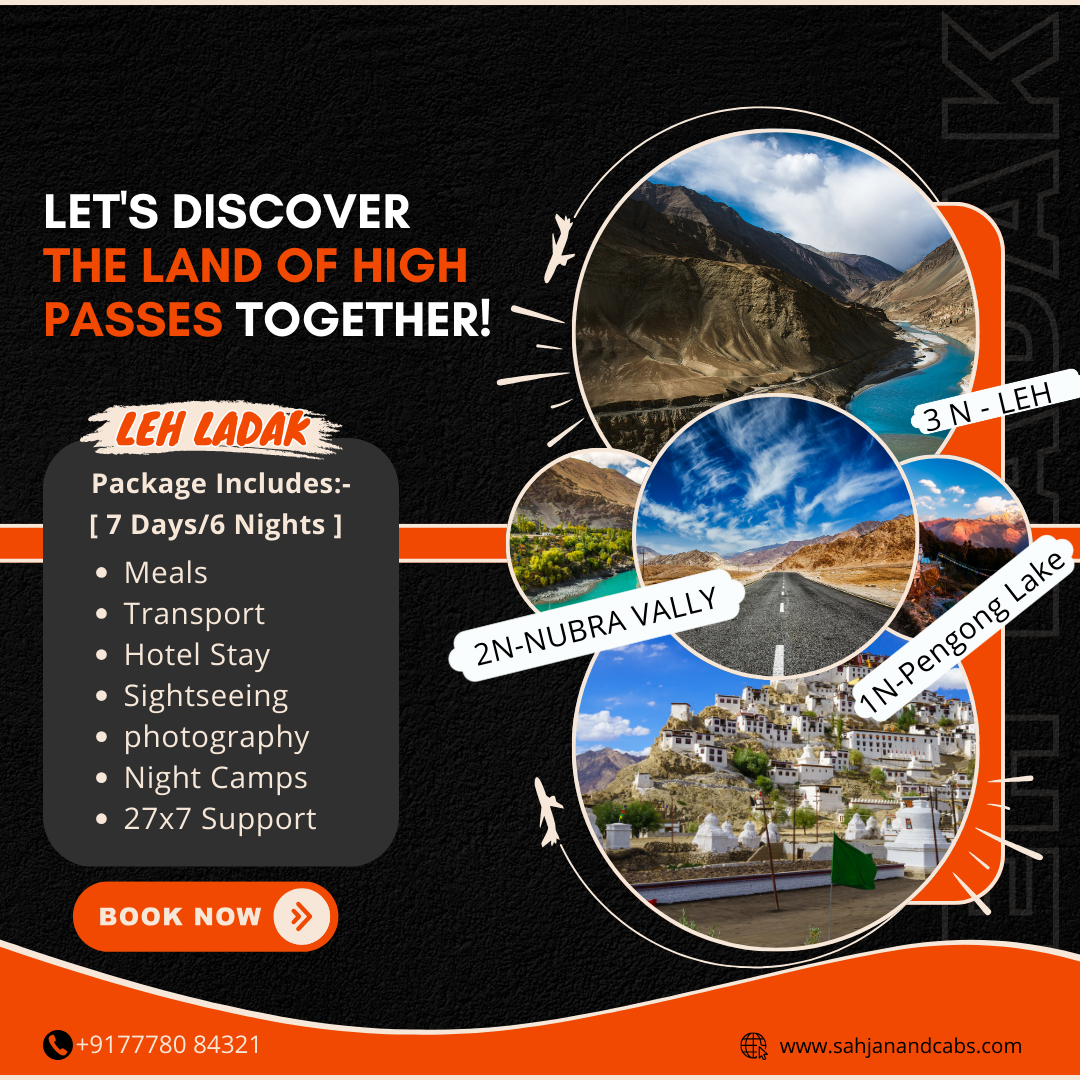 LET'S DISCOVER
THE LAND OF HIGH
PASSES TOGETHER!
LEH LADAK
Package Includes:-
[ 7 Days/6 Nights ]
• Meals
• Transport
• Hotel Stay
• Sightseeing
• photography
• Night Camps
• 27x7 Support
BOOK NOW
3 N - LEH
2N-NUBRA VALLY
1N-Pengong Lake
LEH LADAK
+9177780 84321
www.sahjanandcabs.com